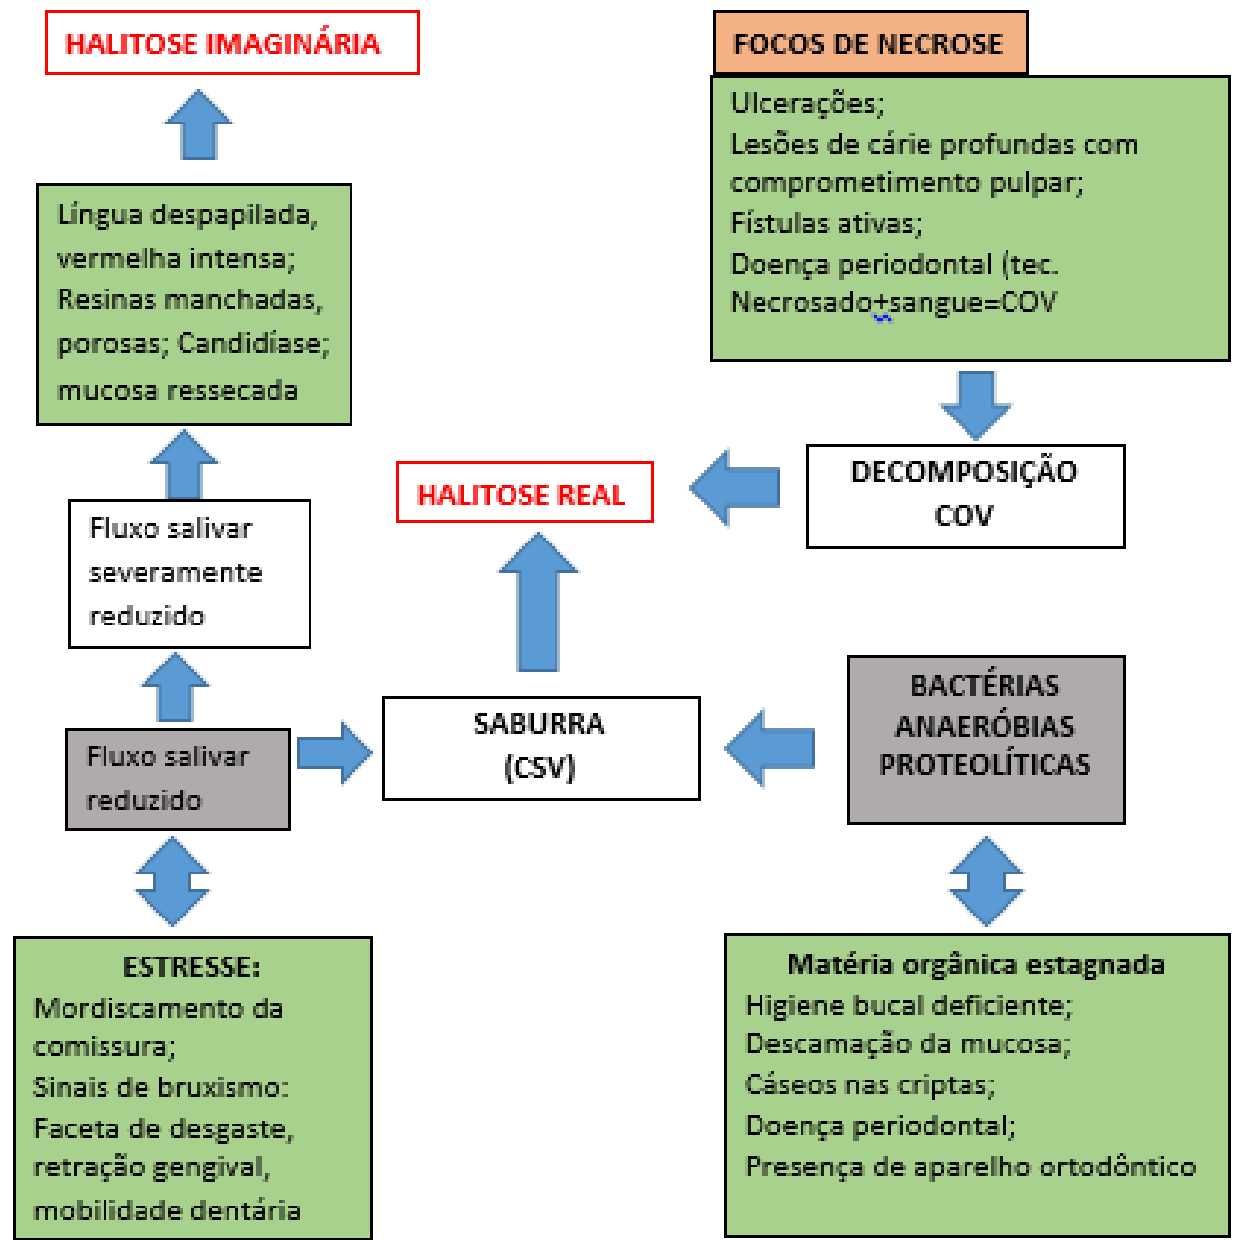 HALITOSE IMAGINÁRIA
FOCOS DE NECROSE
Ulcerações;
Lesões de cárie profundas com
comprometimento pulpar;
Fístulas ativas;
Doença periodontal (tec.
Necrosado+sangue=COV
Língua despapilada,
vermelha intensa;
Resinas manchadas,
porosas; Candidíase;
mucosa ressecada
HALITOSE REAL
DECOMPOSIÇÃO
COV
Fluxo salivar
severamente
reduzido
Fluxo salivar
reduzido
SABURRA
(CSV)
BACTÉRIAS
ANAERÓBIAS
PROTEOLÍTICAS
ESTRESSE:
Mordiscamento da
comissura;
Sinais de bruxismo:
Faceta de desgaste,
retração gengival,
mobilidade dentária
Matéria orgânica estagnada
Higiene bucal deficiente;
Descamação da mucosa;
Cáseos nas criptas;
Doença periodontal;
Presença de aparelho ortodôntico